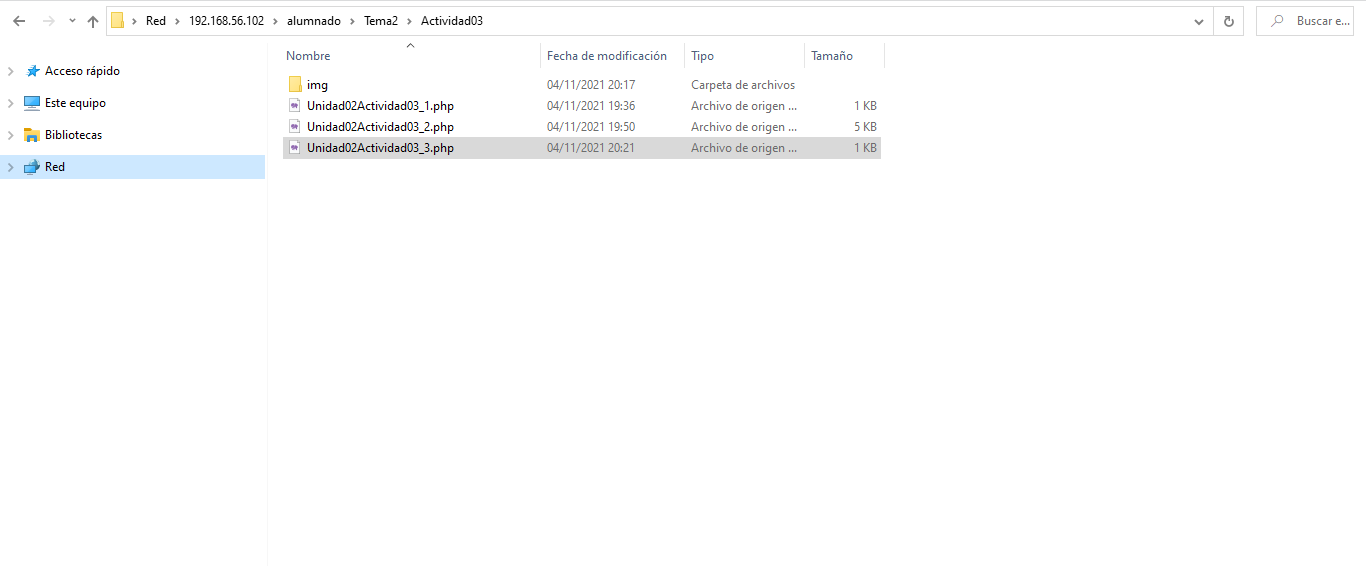 Red 192.168.56.102 alumnado Tema2 Actividad03 Buscar e...
Nombre Fecha de modificación Tipo Tamaño
Acceso rápido
Este equipo
Bibliotecas
Red
img 04/11/2021 20:17 Carpeta de archivos
Unidad02Actividad03_1.php 04/11/2021 19:36 Archivo de origen ... 1 KB
Unidad02Actividad03_2.php 04/11/2021 19:50 Archivo de origen ... 5 KB
Unidad02Actividad03_3.php 04/11/2021 20:21 Archivo de origen ... 1 KB